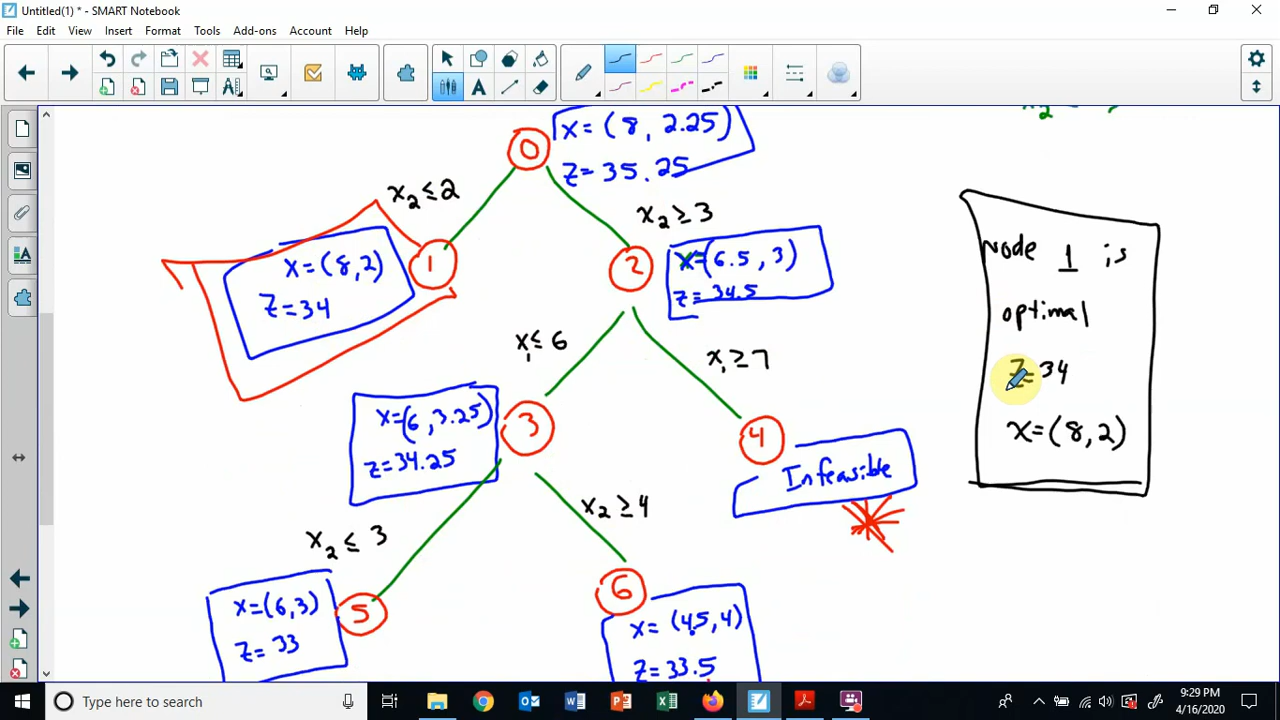 Untitled(1) * - SMART Notebook
File Edit View Insert Format Tools Add-ons Account Help
0
x= (8, 2.25)
Z= 35.25
x2 ≤ 2
x2 ≥ 3
1
x=(8,2)
Z=34
2
x=(6.5, 3)
Z= 34.5
Node 1 is
optimal
Z=34
x=(8,2)
x1 ≤ 6
x1 ≥ 7
3
x=(6,3.25)
Z=34.25
4
Infeasible
x2 ≤ 3
x2 ≥ 4
5
x=(6,3)
Z= 33
6
x= (4.5,4)
Z= 33.5
Type here to search
9:29 PM
4/16/2020